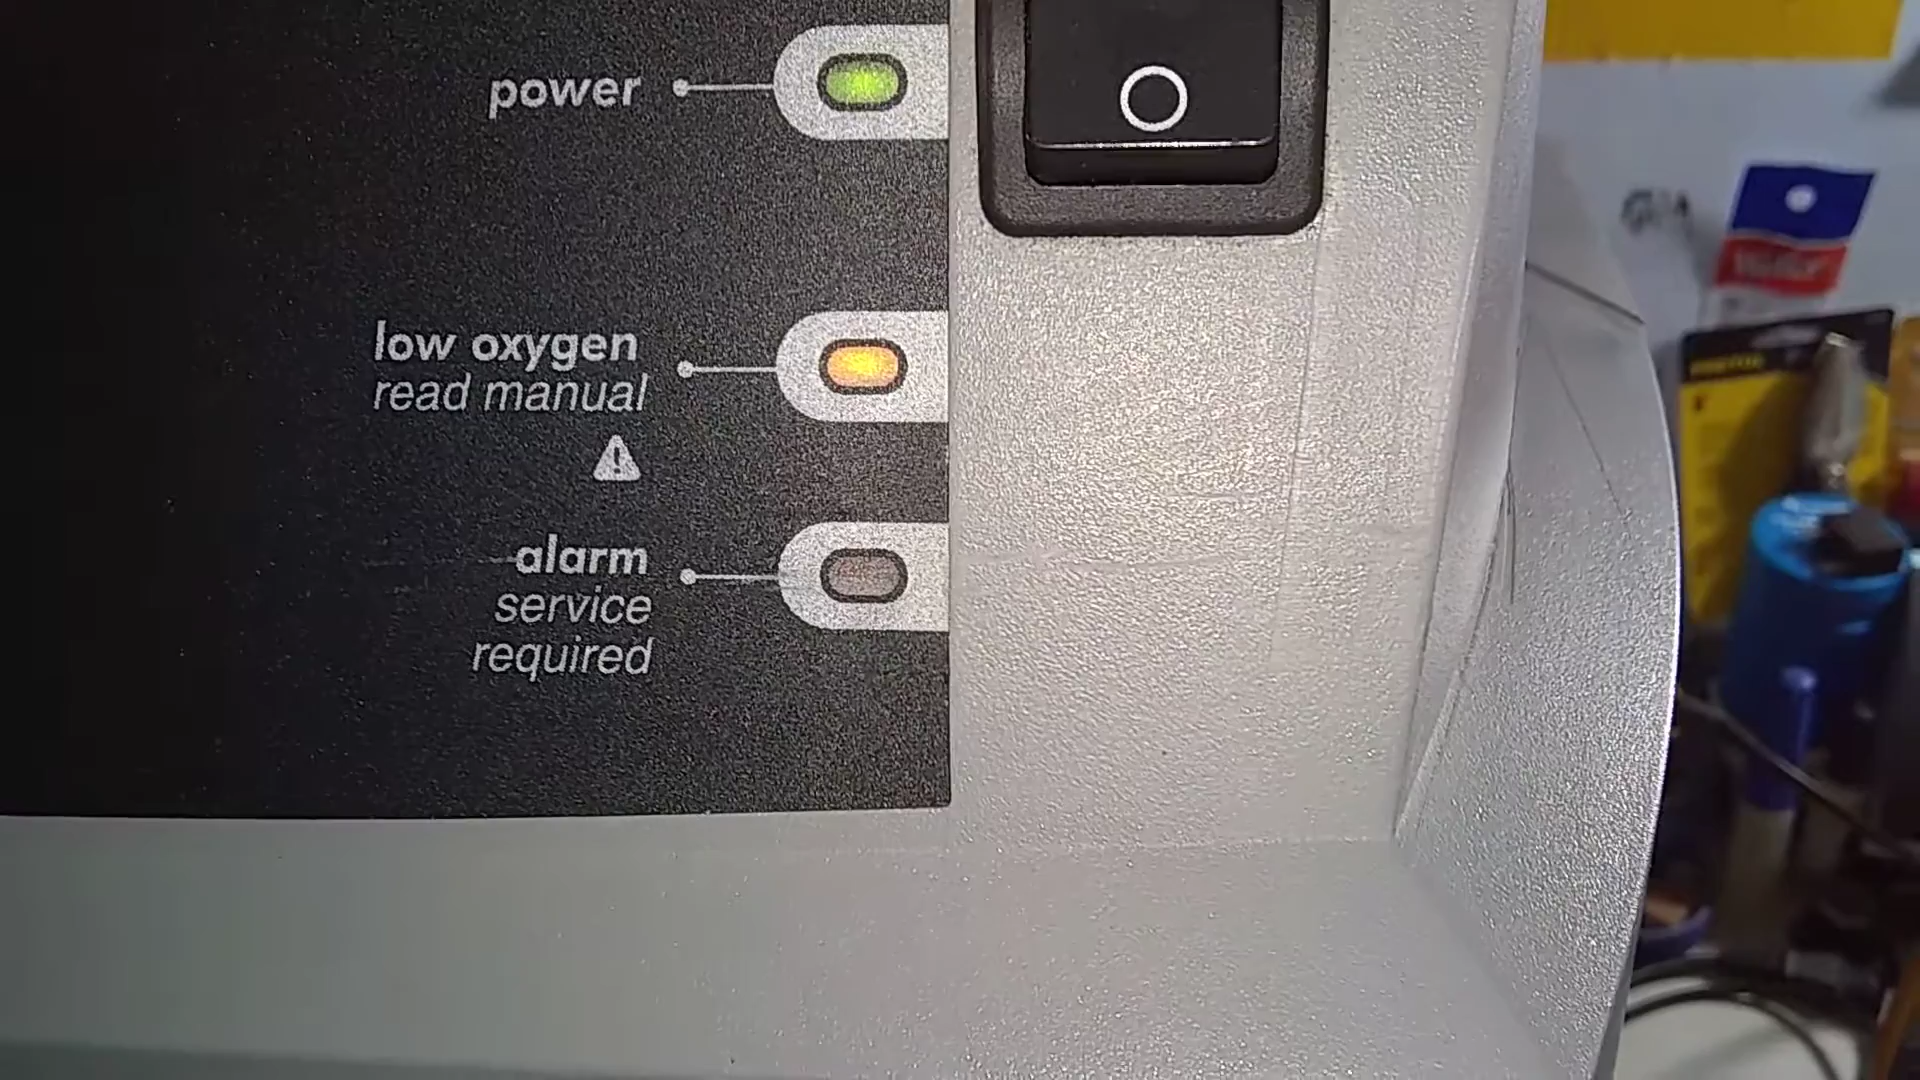 power
low oxygen
read manual
alarm
service
required